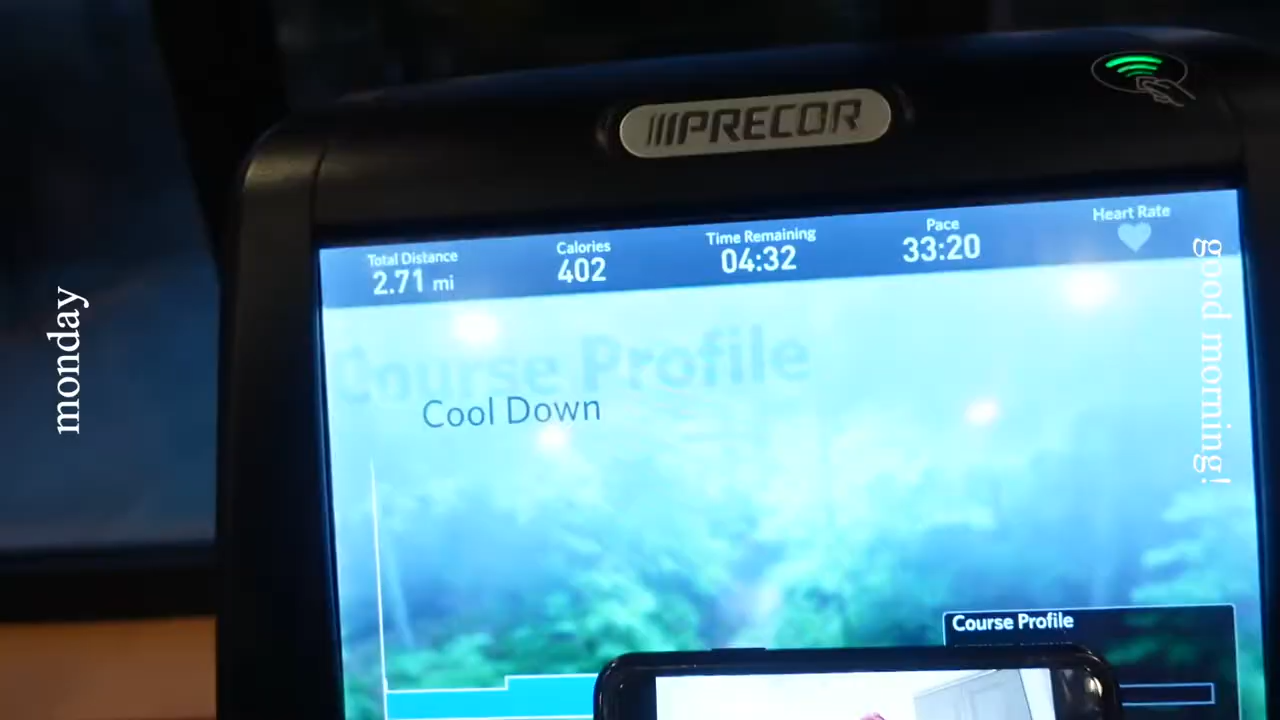 PRECOR
Total Distance
2.71 mi
Calories
402
Time Remaining
04:32
Pace
33:20
Heart Rate
Course Profile
Cool Down
Course Profile
monday
good morning!